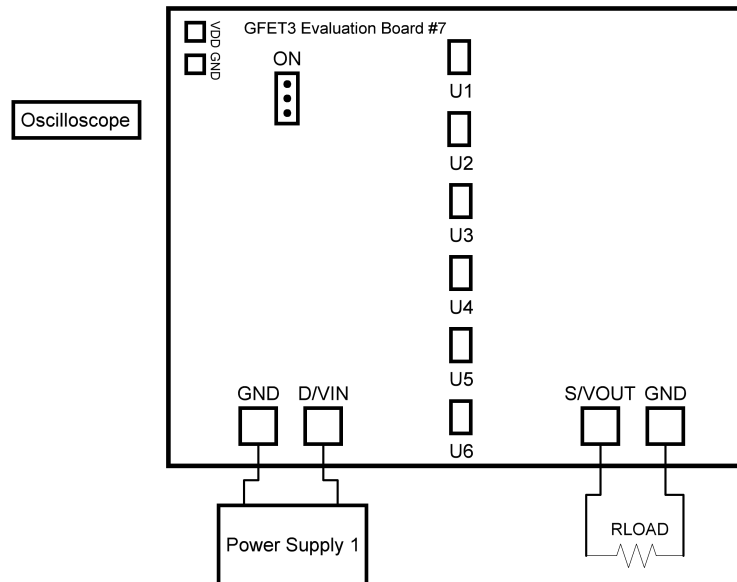 GFET3 Evaluation Board #7
VDD
GND
ON
Oscilloscope
U1
U2
U3
U4
U5
U6
GND
D/VIN
S/VOUT
GND
Power Supply 1
RLOAD